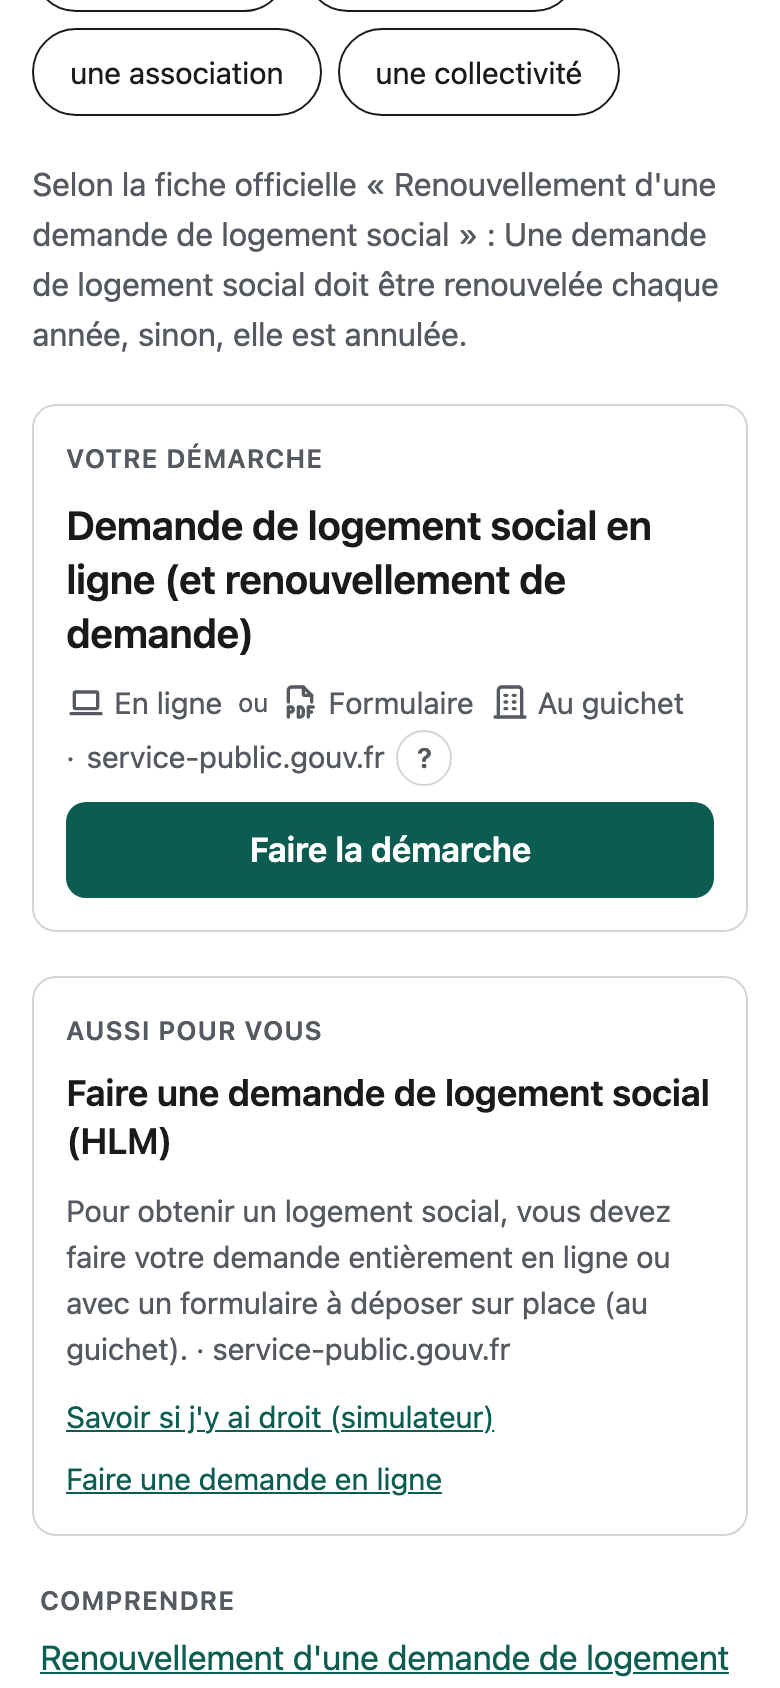 une association
une collectivité
Selon la fiche officielle « Renouvellement d'une
demande de logement social » : Une demande
de logement social doit être renouvelée chaque
année, sinon, elle est annulée.
VOTRE DÉMARCHE
Demande de logement social en
ligne (et renouvellement de
demande)
En ligne ou PDF Formulaire Au guichet
· service-public.gouv.fr ?
Faire la démarche
AUSSI POUR VOUS
Faire une demande de logement social
(HLM)
Pour obtenir un logement social, vous devez
faire votre demande entièrement en ligne ou
avec un formulaire à déposer sur place (au
guichet). · service-public.gouv.fr
Savoir si j'y ai droit (simulateur)
Faire une demande en ligne
COMPRENDRE
Renouvellement d'une demande de logement